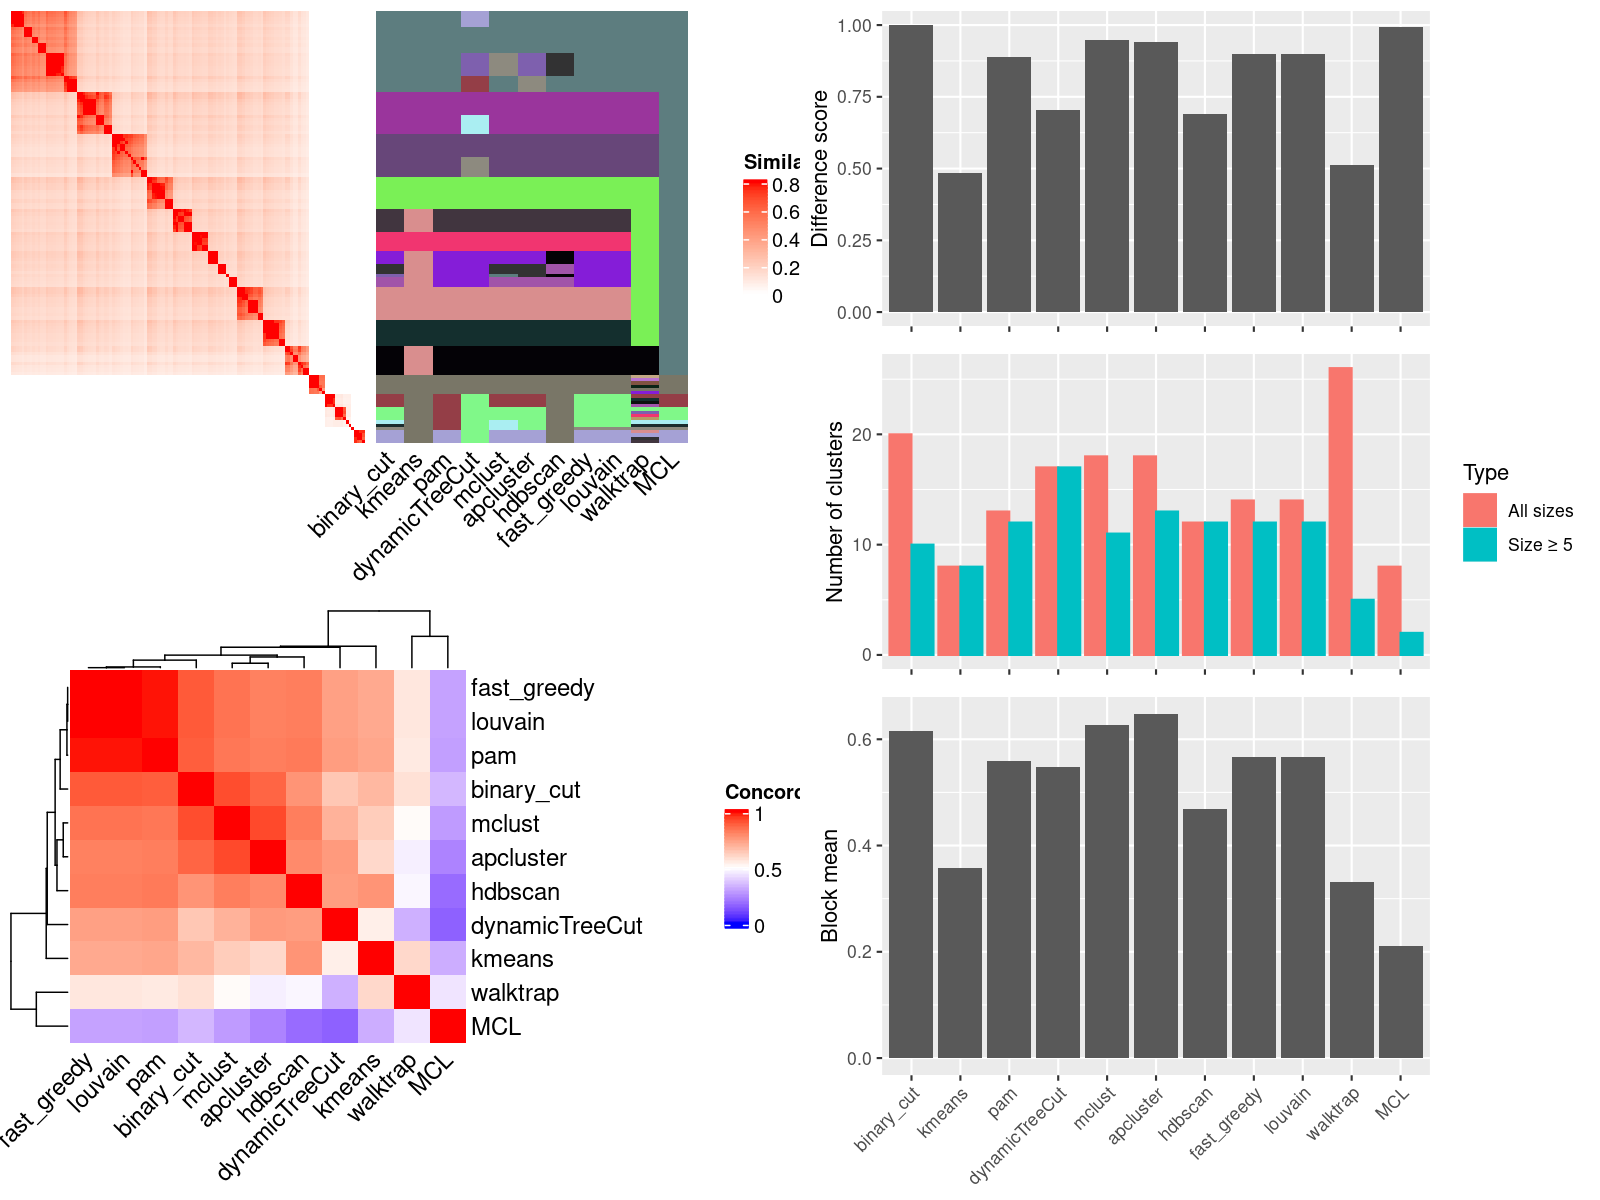 Simila
0.8
0.6
0.4
0.2
0
binary_cut
kmeans
pam
dynamicTreeCut
mclust
apcluster
hdbscan
fast_greedy
louvain
walktrap
MCL
Difference score
1.00
0.75
0.50
0.25
0.00
Number of clusters
20
10
0
Type
All sizes
Size ≥ 5
fast_greedy
louvain
pam
binary_cut
mclust
apcluster
hdbscan
dynamicTreeCut
kmeans
walktrap
MCL
fast_greedy
louvain
pam
binary_cut
mclust
apcluster
hdbscan
dynamicTreeCut
kmeans
walktrap
MCL
Concord
1
0.5
0
Block mean
0.6
0.4
0.2
0.0
binary_cut
kmeans
pam
dynamicTreeCut
mclust
apcluster
hdbscan
fast_greedy
louvain
walktrap
MCL